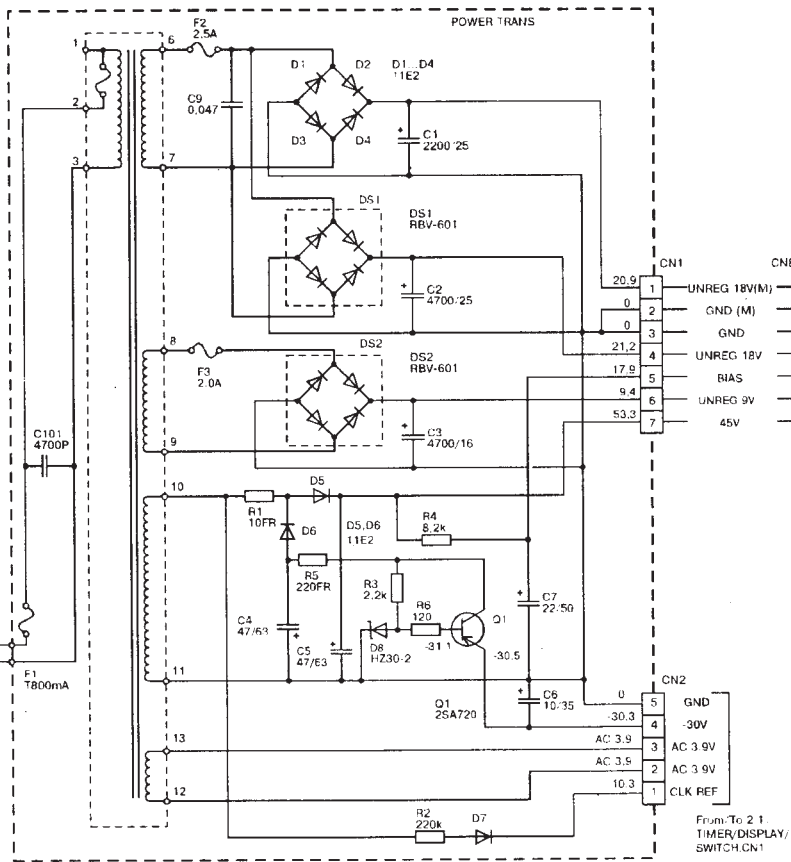 POWER TRANS
F2
2.5A
1
2
3
6
7
C9
0,047
D1
D2
D3
D4
D1...D4
11E2
C1
2200/25
DS1
DS1
RBV-601
C2
4700/25
DS2
DS2
RBV-601
8
9
F3
2.0A
C3
4700/16
C101
4700P
CN1
20,9
1
UNREG 18V(M)
0
2
GND (M)
0
3
GND
21,2
4
UNREG 18V
17,9
5
BIAS
9,4
6
UNREG 9V
53,3
7
45V
10
11
R1
10FR
D5
D6
D5,D6
11E2
R4
8,2k
R5
220FR
R3
2,2k
R6
120
C7
22/50
Q1
-31,1
-30,5
C4
47/63
C5
47/63
D8
HZ30-2
Q1
2SA720
C6
10/35
F1
T800mA
13
12
CN2
0
5
GND
-30,3
4
-30V
AC 3.9
3
AC 3.9V
AC 3.9
2
AC 3.9V
10,3
1
CLK REF
R2
220k
D7
From/To 2.1.
TIMER/DISPLAY/
SWITCH,CN1